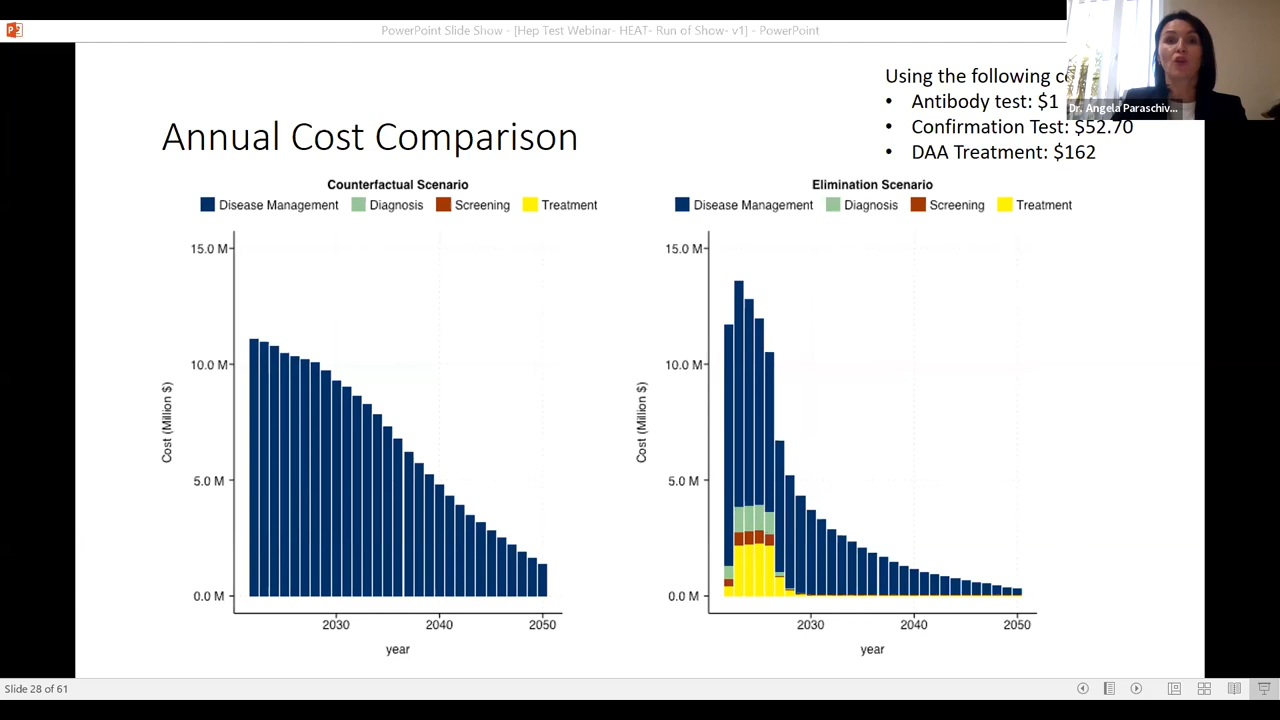 PowerPoint Slide Show - [Hep Test Webinar- HEAT- Run of Show- v1] - PowerPoint
Using the following
• Antibody test: $1
Dr. Angela Paraschiv...
• Confirmation Test: $52.70
• DAA Treatment: $162
Annual Cost Comparison
Counterfactual Scenario
Disease Management Diagnosis Screening Treatment
15.0 M
10.0 M
5.0 M
0.0 M
Cost (Million $)
2030 2040 2050
year
Elimination Scenario
Disease Management Diagnosis Screening Treatment
15.0 M
10.0 M
5.0 M
0.0 M
Cost (Million $)
2030 2040 2050
year
Slide 28 of 61